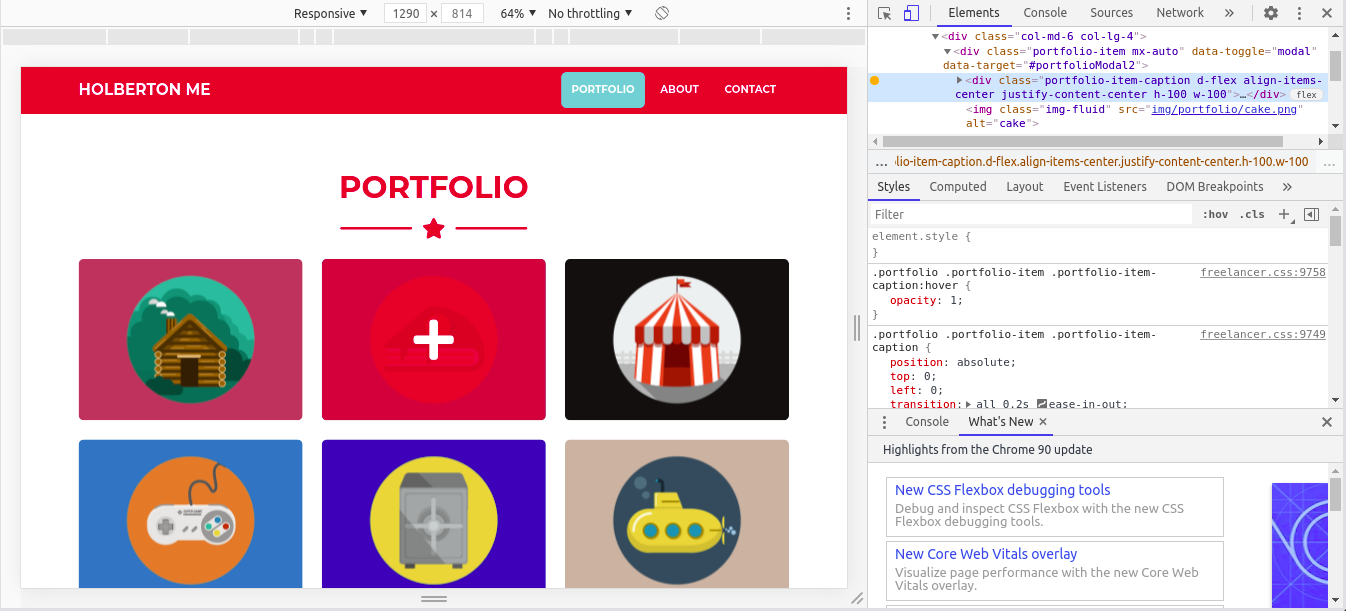 Responsive ▼ 1290 × 814 64% ▼ No throttling ▼
HOLBERTON ME
PORTFOLIO ABOUT CONTACT
PORTFOLIO
Elements Console Sources Network »
▼<div class="col-md-6 col-lg-4">
▼<div class="portfolio-item mx-auto" data-toggle="modal"
data-target="#portfolioModal2">
▶<div class="portfolio-item-caption d-flex align-items-
center justify-content-center h-100 w-100">…</div> flex
<img class="img-fluid" src="img/portfolio/cake.png"
alt="cake">
... lio-item-caption.d-flex.align-items-center.justify-content-center.h-100.w-100 ...
Styles Computed Layout Event Listeners DOM Breakpoints »
Filter :hov .cls +
element.style {
}
.portfolio .portfolio-item .portfolio-item- freelancer.css:9758
caption:hover {
opacity: 1;
}
.portfolio .portfolio-item .portfolio-item- freelancer.css:9749
caption {
position: absolute;
top: 0;
left: 0;
transition:▶ all 0.2s ease-in-out;
Console What's New ×
Highlights from the Chrome 90 update
New CSS Flexbox debugging tools
Debug and inspect CSS Flexbox with the new CSS
Flexbox debugging tools.
New Core Web Vitals overlay
Visualize page performance with the new Core Web
Vitals overlay.